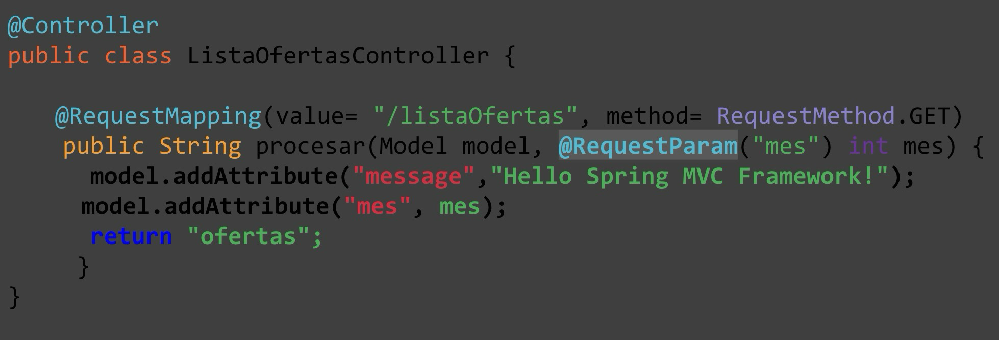 @Controller
public class ListaOfertasController {
@RequestMapping(value= "/listaOfertas", method= RequestMethod.GET)
public String procesar(Model model, @RequestParam("mes") int mes) {
model.addAttribute("message","Hello Spring MVC Framework!");
model.addAttribute("mes", mes);
return "ofertas";
}
}